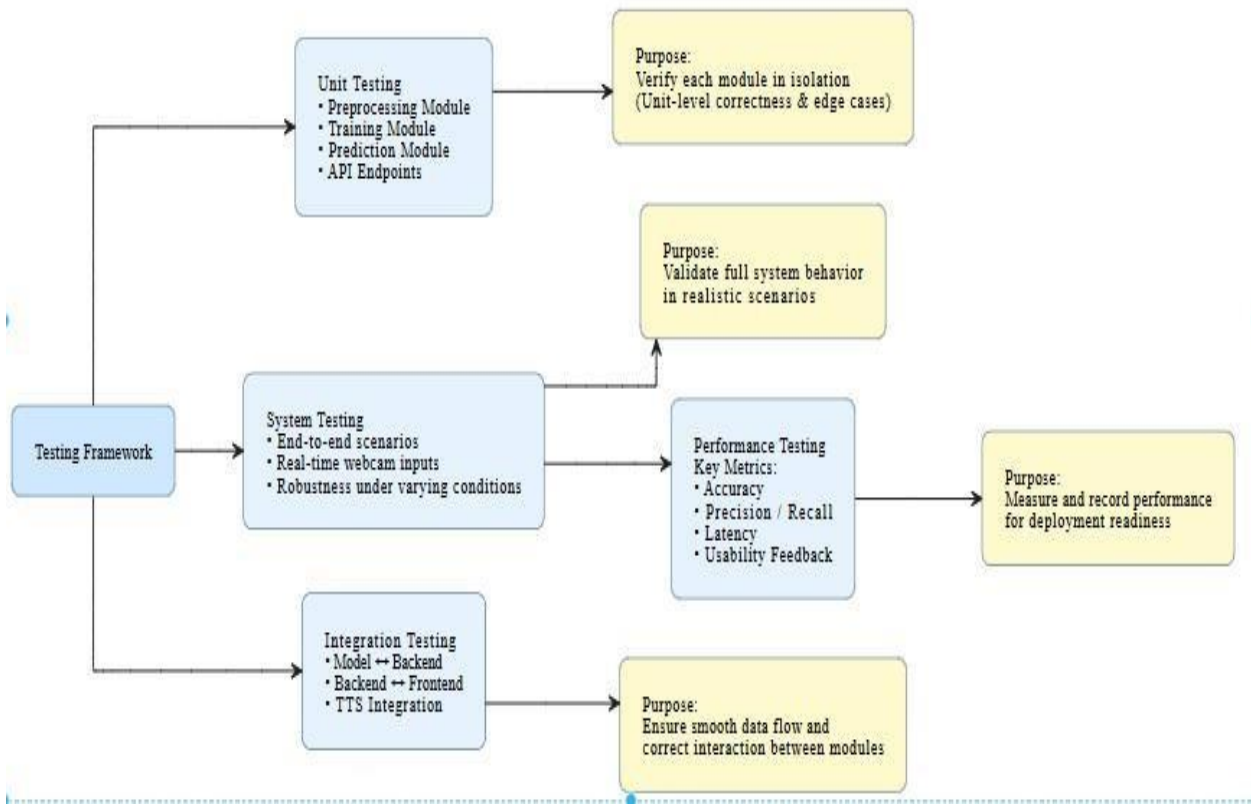 Unit Testing
• Preprocessing Module
• Training Module
• Prediction Module
• API Endpoints
Purpose:
Verify each module in isolation
(Unit-level correctness & edge cases)
Purpose:
Validate full system behavior
in realistic scenarios
Testing Framework
System Testing
• End-to-end scenarios
• Real-time webcam inputs
• Robustness under varying conditions
Performance Testing
Key Metrics:
• Accuracy
• Precision / Recall
• Latency
• Usability Feedback
Purpose:
Measure and record performance
for deployment readiness
Integration Testing
• Model ↔ Backend
• Backend ↔ Frontend
• TTS Integration
Purpose:
Ensure smooth data flow and
correct interaction between modules